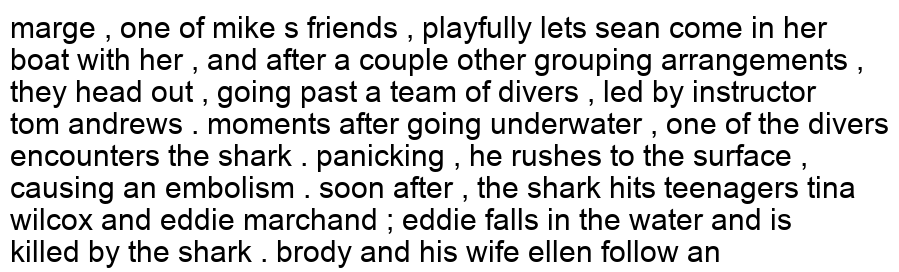 marge , one of mike s friends , playfully lets sean come in her
boat with her , and after a couple other grouping arrangements ,
they head out , going past a team of divers , led by instructor
tom andrews . moments after going underwater , one of the divers
encounters the shark . panicking , he rushes to the surface ,
causing an embolism . soon after , the shark hits teenagers tina
wilcox and eddie marchand ; eddie falls in the water and is
killed by the shark . brody and his wife ellen follow an